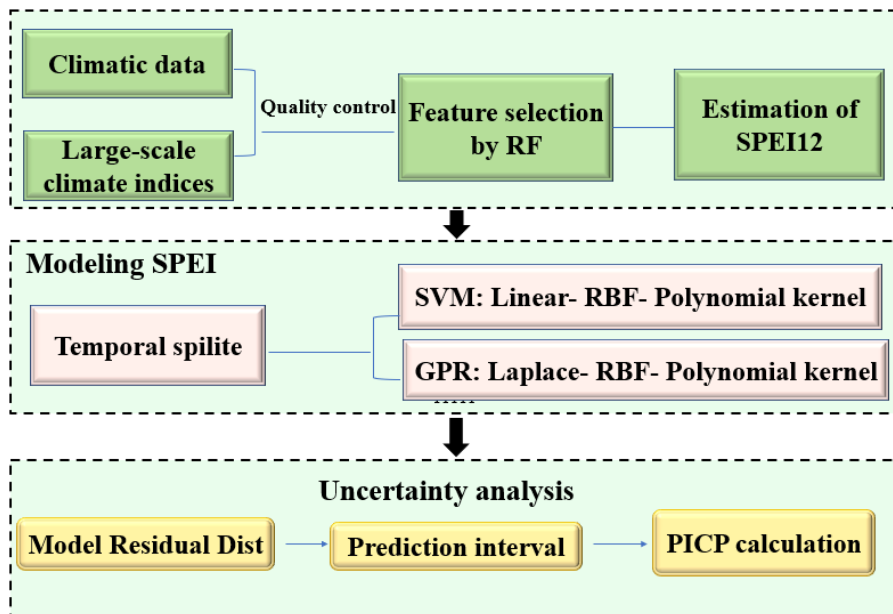 Climatic data
Quality control
Large-scale
climate indices
Feature selection
by RF
Estimation of
SPEI12
Modeling SPEI
Temporal spilite
SVM: Linear- RBF- Polynomial kernel
GPR: Laplace- RBF- Polynomial kernel
Uncertainty analysis
Model Residual Dist
Prediction interval
PICP calculation